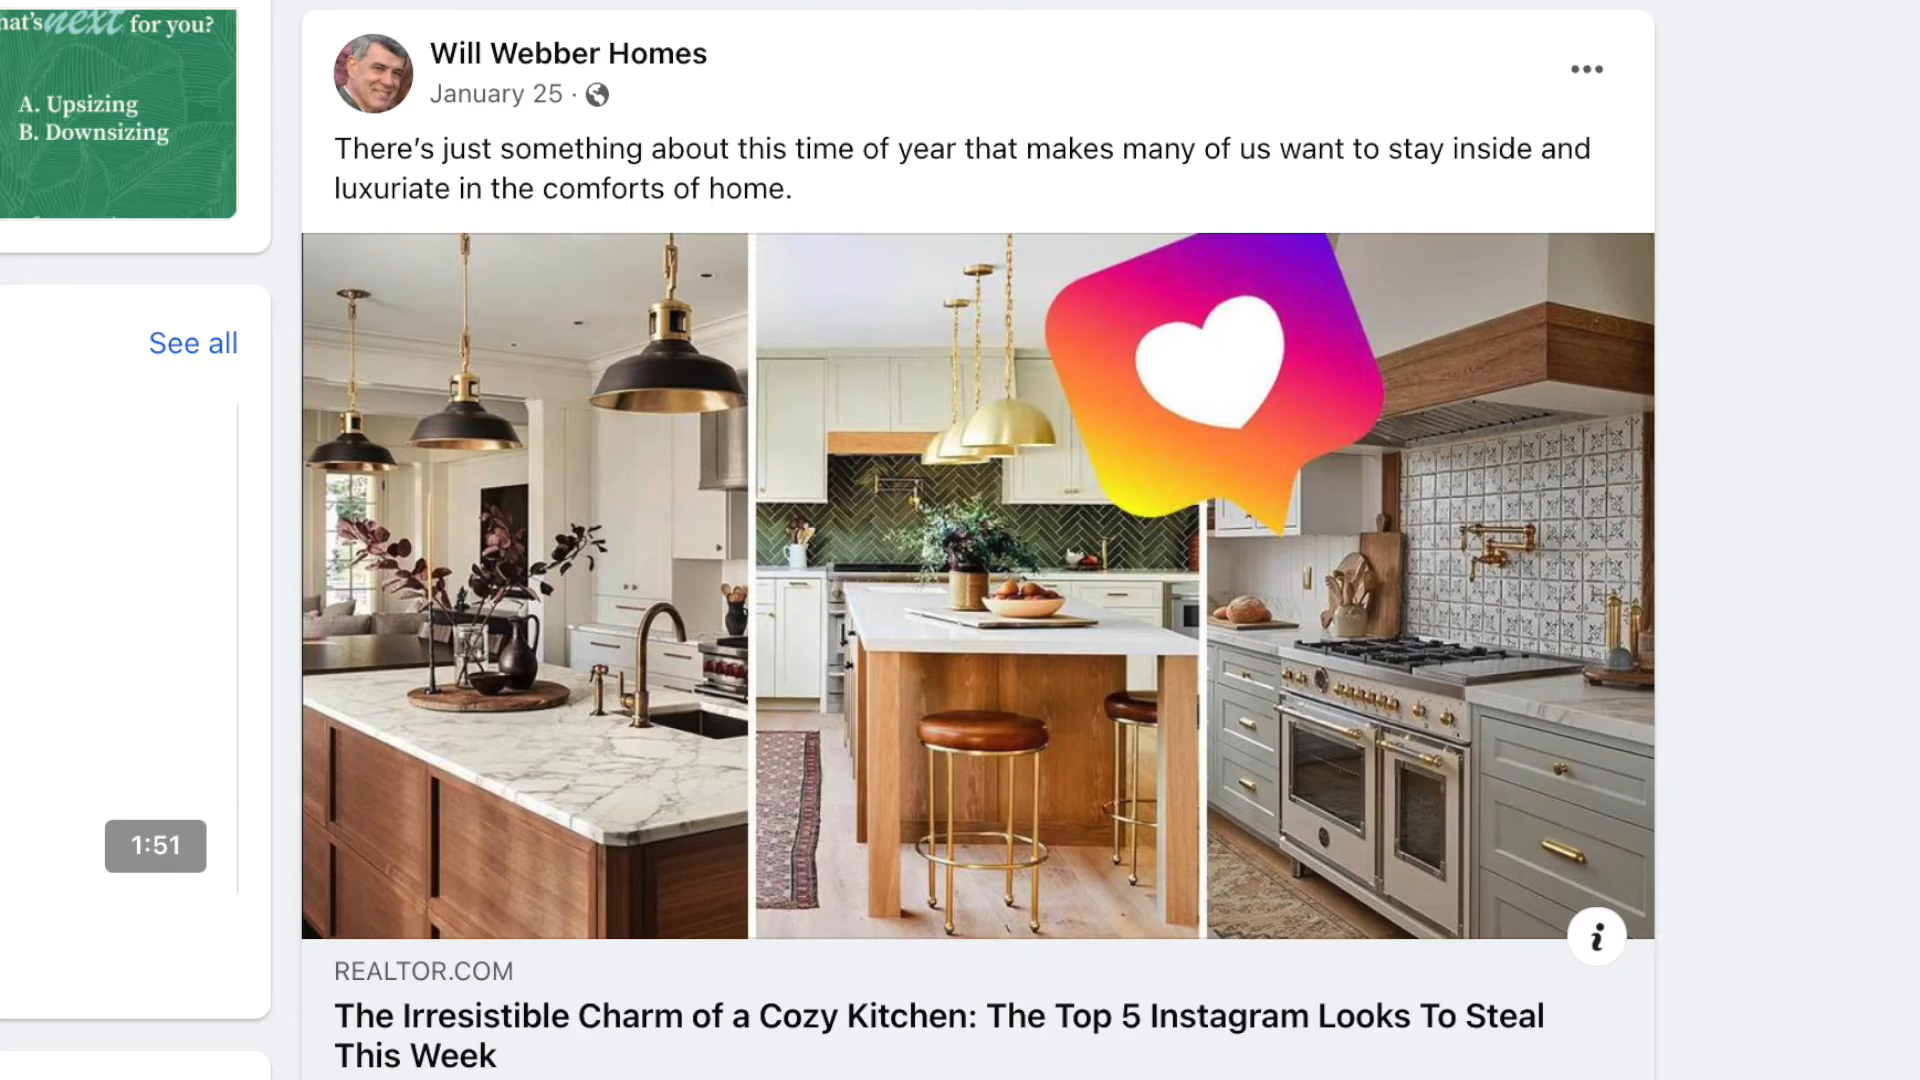 next for you?
A. Upsizing
B. Downsizing
See all
1:51
Will Webber Homes
January 25 ·
There's just something about this time of year that makes many of us want to stay inside and
luxuriate in the comforts of home.
REALTOR.COM
The Irresistible Charm of a Cozy Kitchen: The Top 5 Instagram Looks To Steal
This Week